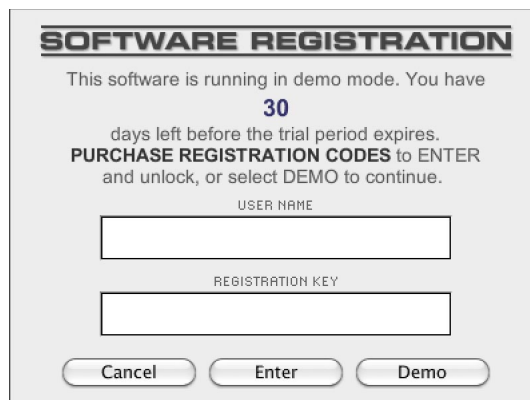 SOFTWARE REGISTRATION
This software is running in demo mode. You have
30
days left before the trial period expires.
PURCHASE REGISTRATION CODES to ENTER
and unlock, or select DEMO to continue.
USER NAME
REGISTRATION KEY
Cancel Enter Demo